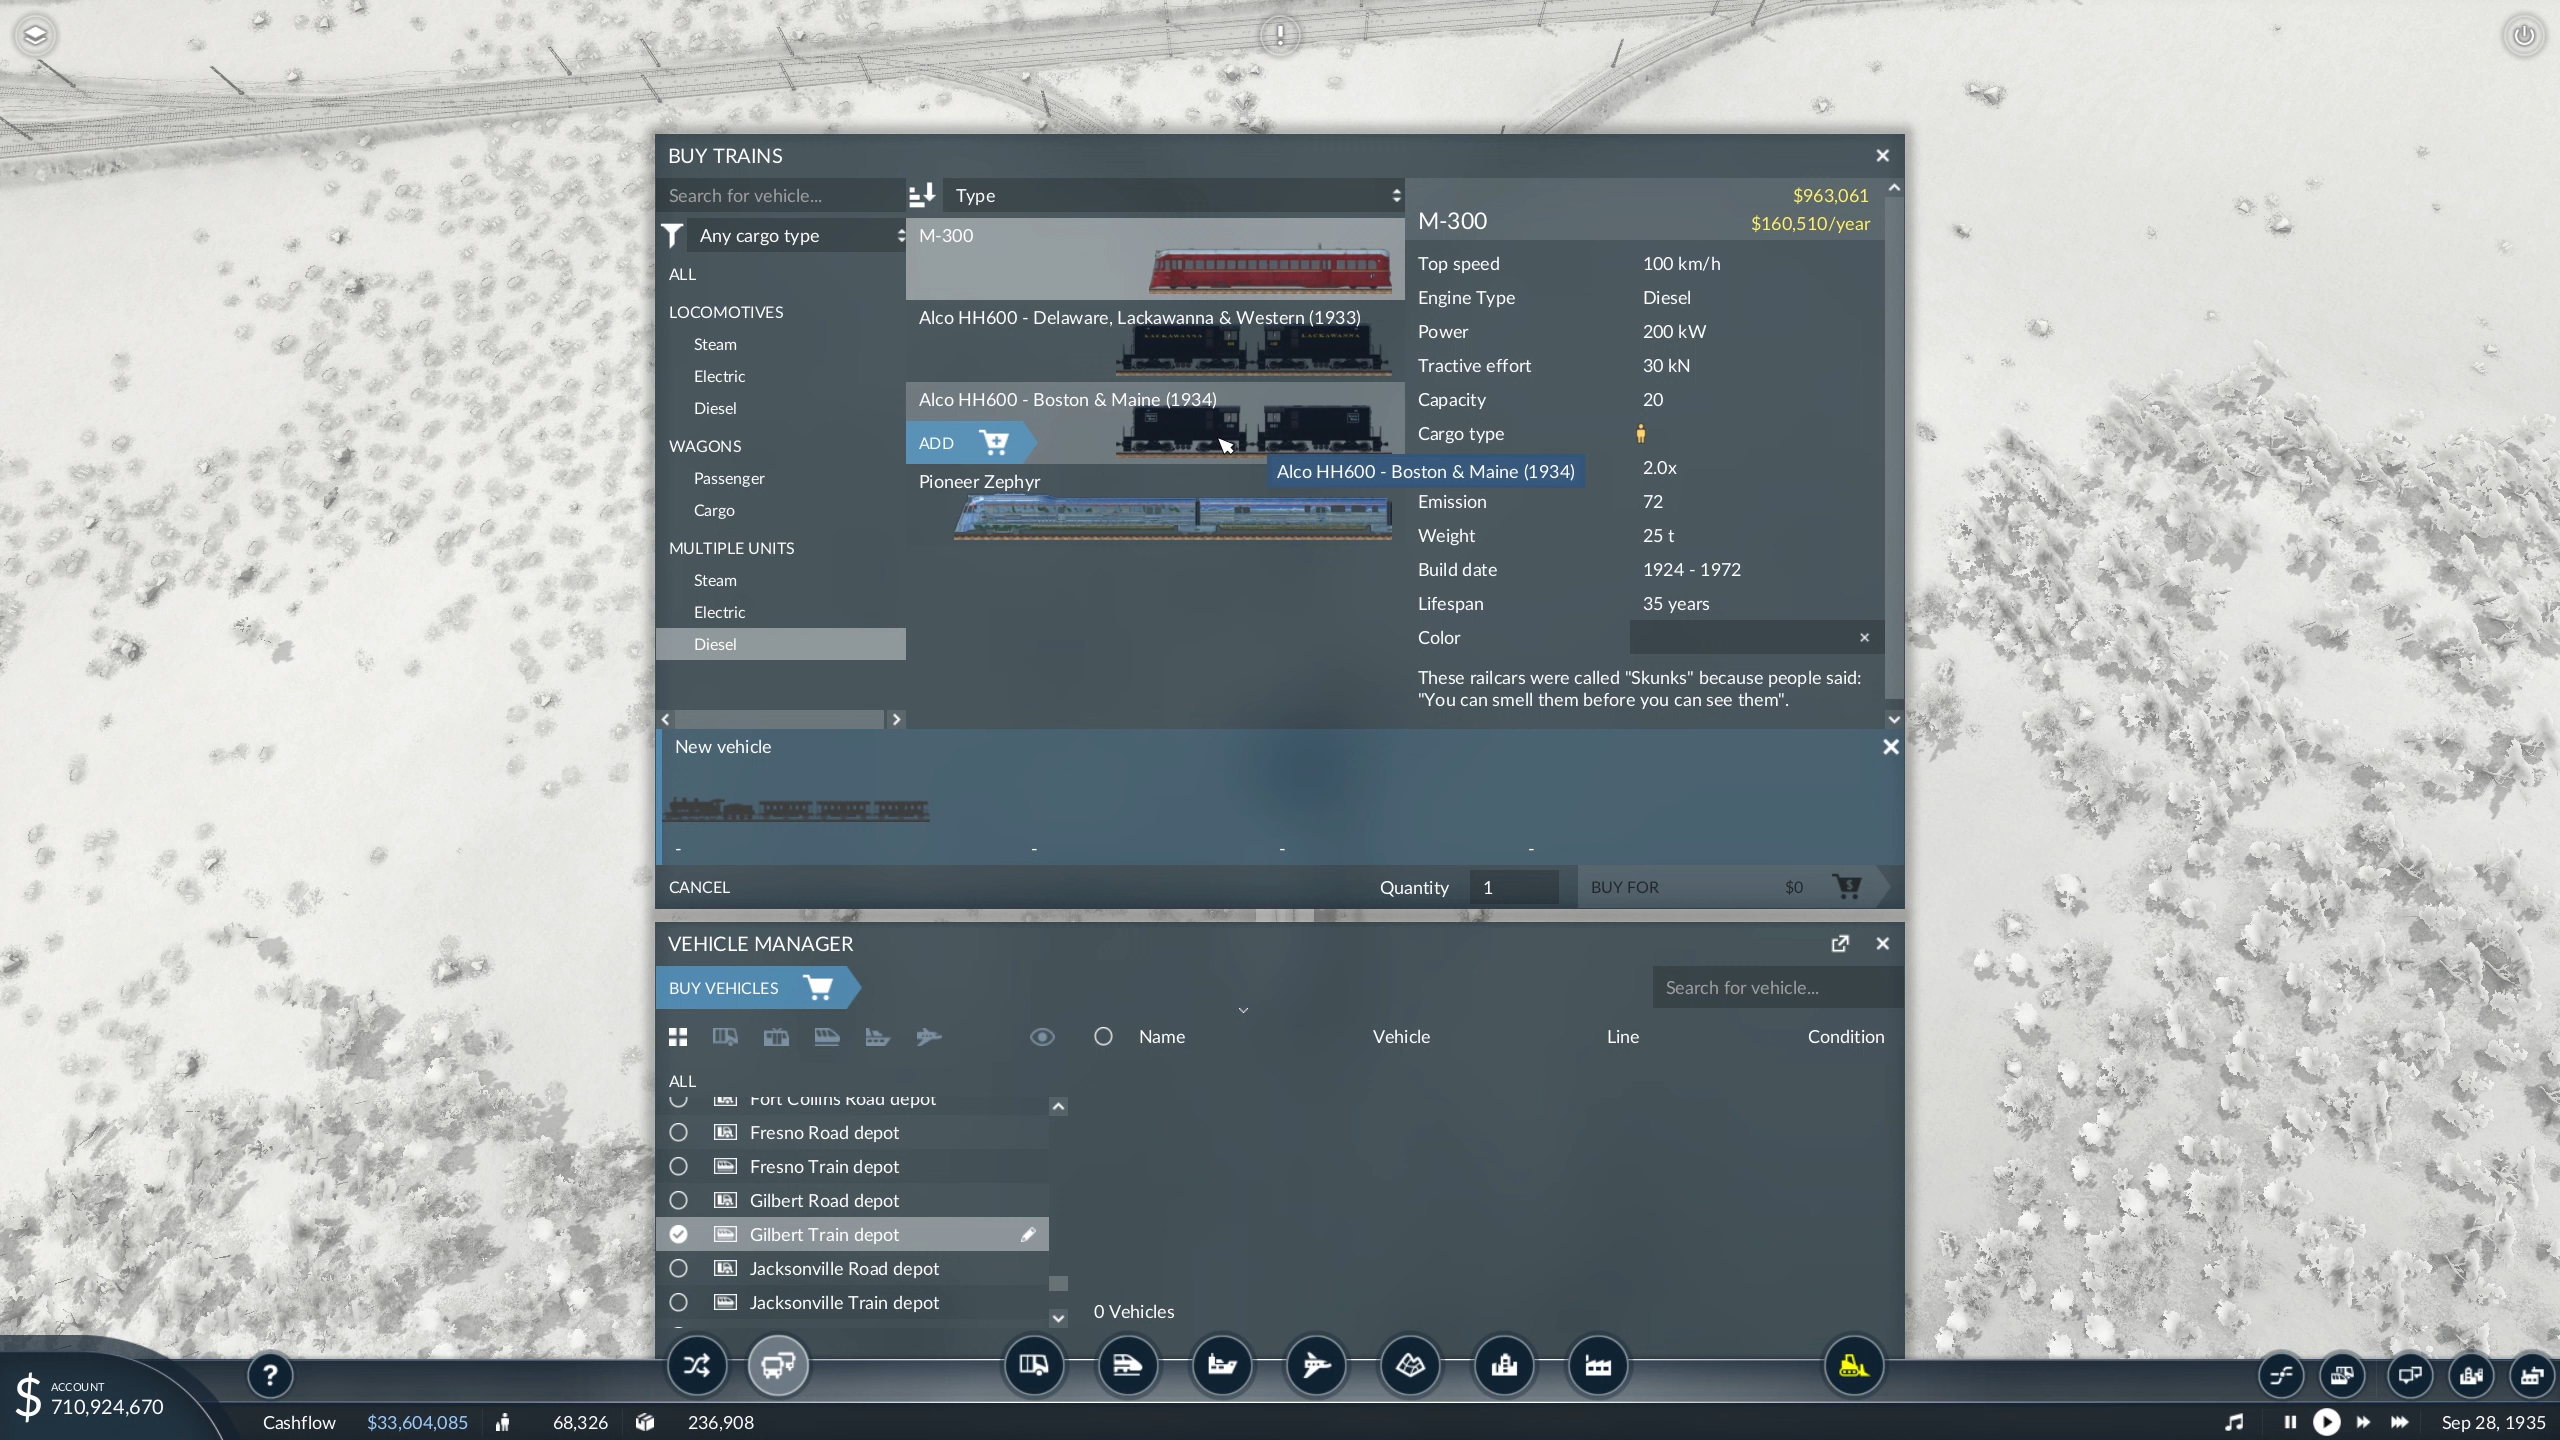 BUY TRAINS
Search for vehicle...
Type
Any cargo type
ALL
LOCOMOTIVES
Steam
Electric
Diesel
WAGONS
Passenger
Cargo
MULTIPLE UNITS
Steam
Electric
Diesel
M-300
Alco HH600 - Delaware, Lackawanna & Western (1933)
LACKAWANNA LACKAWANNA
Alco HH600 - Boston & Maine (1934)
ADD
Alco HH600 - Boston & Maine (1934)
Pioneer Zephyr
$963,061
M-300
$160,510/year
Top speed 100 km/h
Engine Type Diesel
Power 200 kW
Tractive effort 30 kN
Capacity 20
Cargo type
2.0x
Emission 72
Weight 25 t
Build date 1924 - 1972
Lifespan 35 years
Color
These railcars were called "Skunks" because people said:
"You can smell them before you can see them".
New vehicle
- - - -
CANCEL
Quantity 1
BUY FOR $0
VEHICLE MANAGER
BUY VEHICLES
Search for vehicle...
Name Vehicle Line Condition
ALL
Fort Collins Road depot
Fresno Road depot
Fresno Train depot
Gilbert Road depot
Gilbert Train depot
Jacksonville Road depot
Jacksonville Train depot
0 Vehicles
$ ACCOUNT
710,924,670
?
Cashflow $33,604,085 68,326 236,908
Sep 28, 1935